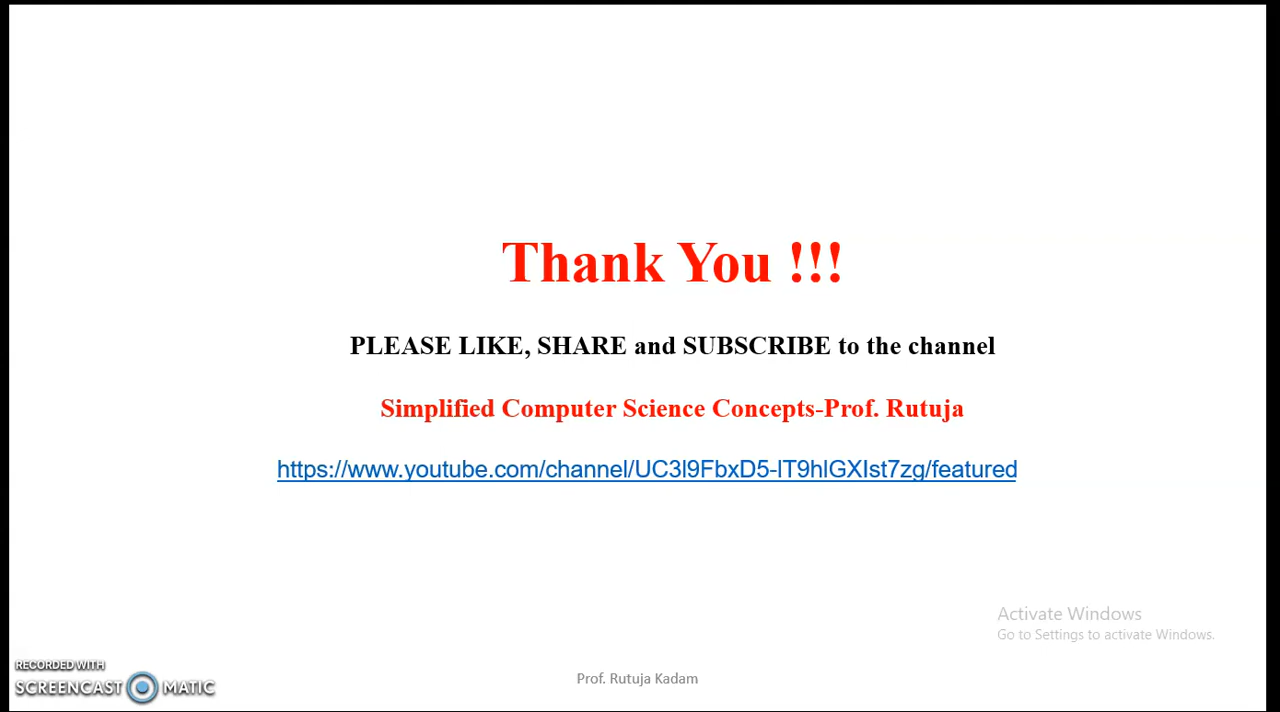 Thank You !!!
PLEASE LIKE, SHARE and SUBSCRIBE to the channel
Simplified Computer Science Concepts-Prof. Rutuja
https://www.youtube.com/channel/UC3l9FbxD5-lT9hlGXIst7zg/featured
Activate Windows
Go to Settings to activate Windows.
RECORDED WITH
SCREENCAST MATIC
Prof. Rutuja Kadam